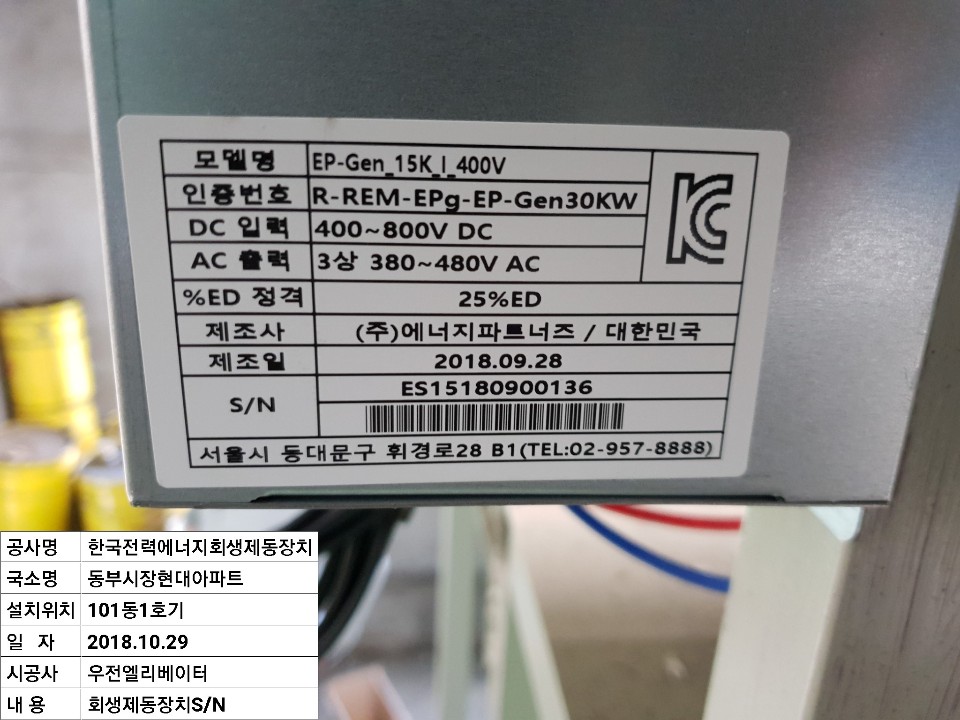 모델명 EP-Gen_15K_I_400V
인증번호 R-REM-EPg-EP-Gen30KW
DC 입력 400~800V DC
AC 출력 3상 380~480V AC
%ED 정격 25%ED
제조사 (주)에너지파트너즈 / 대한민국
제조일 2018.09.28
S/N ES15180900136
서울시 동대문구 휘경로28 B1(TEL:02-957-8888)
공사명 한국전력에너지회생제동장치
국소명 동부시장현대아파트
설치위치 101동1호기
일 자 2018.10.29
시공사 우전엘리베이터
내 용 회생제동장치S/N